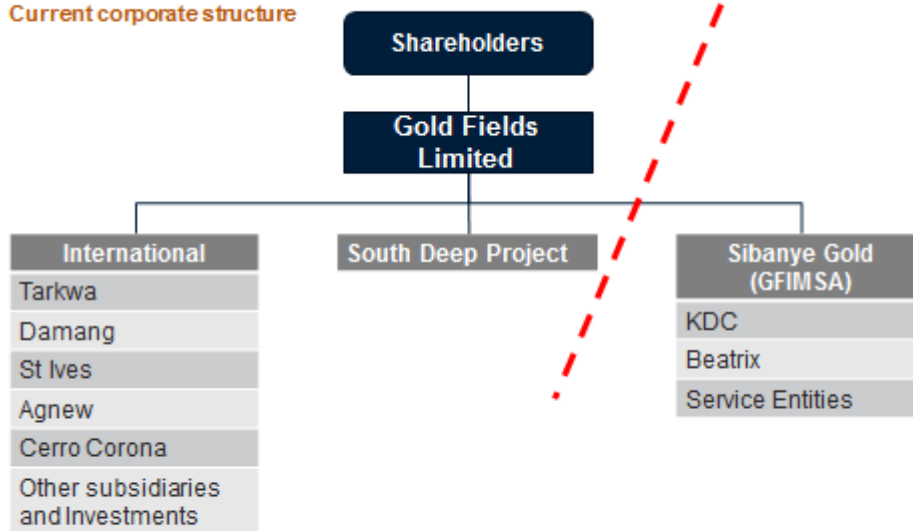 Current corporate structure
Shareholders
Gold Fields
Limited
International
Tarkwa
Damang
St Ives
Agnew
Cerro Corona
Other subsidiaries
and Investments
South Deep Project
Sibanye Gold
(GFIMSA)
KDC
Beatrix
Service Entities